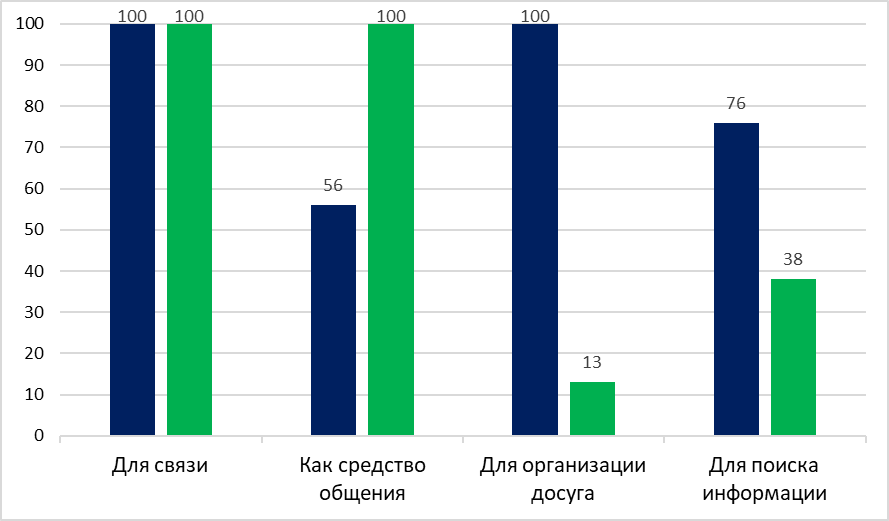 100
90
80
70
60
50
40
30
20
10
0
100 100
56 100
100 13
76 38
Для связи
Как средство
общения
Для организации
досуга
Для поиска
информации